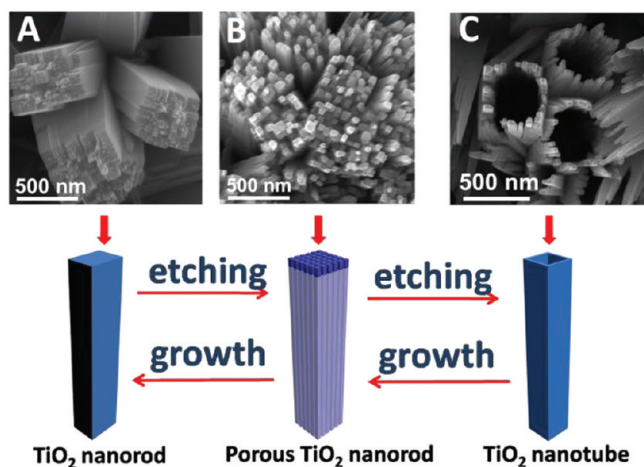 A
B
C
500 nm
500 nm
500 nm
etching
etching
growth
growth
TiO₂ nanorod
Porous TiO₂ nanorod
TiO₂ nanotube